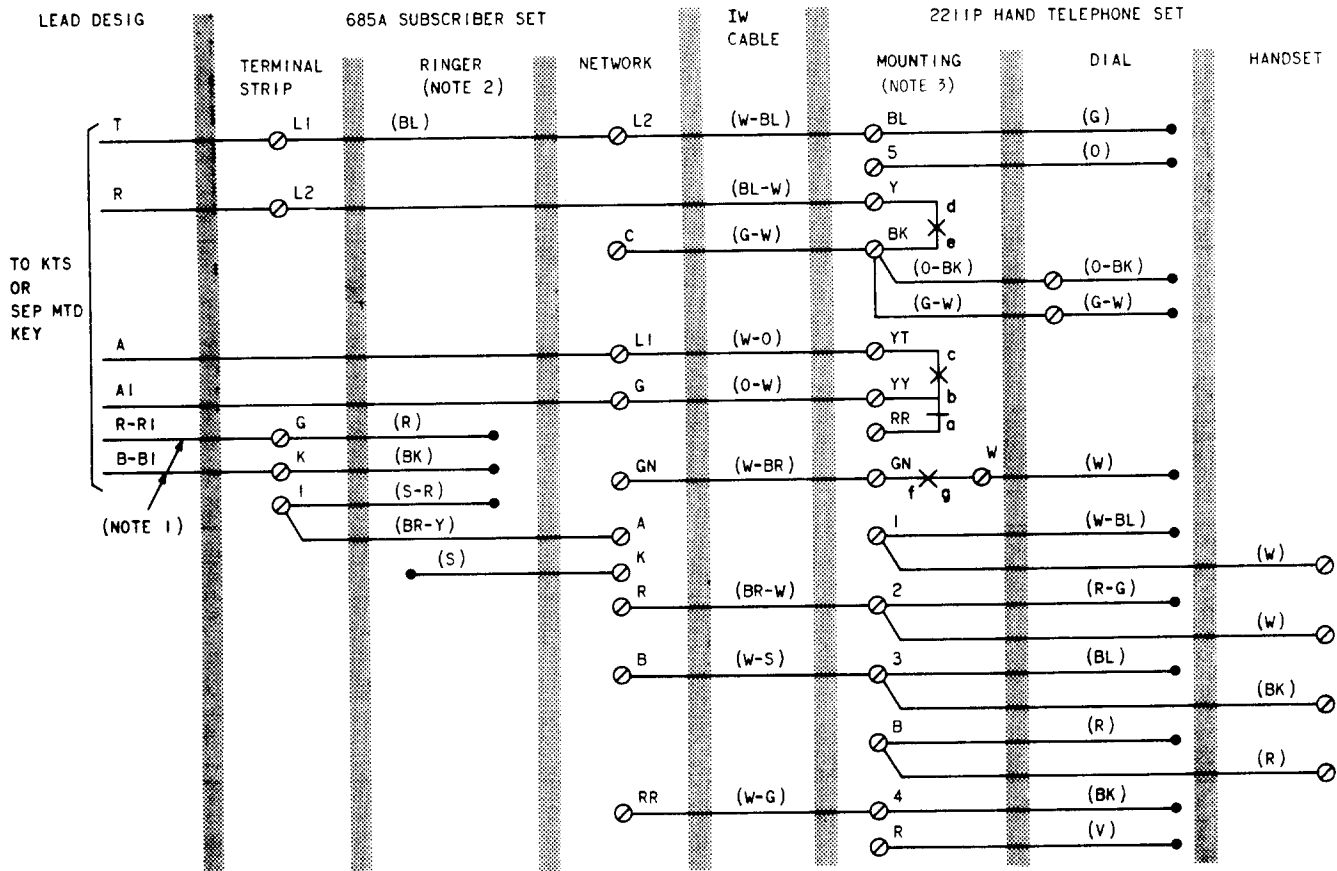 LEAD DESIG 685A SUBSCRIBER SET IW CABLE 2211P HAND TELEPHONE SET
TERMINAL STRIP RINGER (NOTE 2) NETWORK MOUNTING (NOTE 3) DIAL HANDSET
T L1 (BL) L2 (W-BL) BL (G)
5 (O)
R L2 (BL-W) Y d
C (G-W) BK e
(O-BK) (O-BK)
(G-W) (G-W)
TO KTS
OR
SEP MTD
KEY
A L1 (W-O) YT c
A1 G (O-W) YY b
RR a
R-R1 G (R)
B-B1 K (BK)
GN (W-BR) GN f g W (W)
1 (S-R)
(NOTE 1) (BR-Y) A
1 (W-BL)
(W)
(S) K
R (BR-W) 2 (R-G)
(W)
B (W-S) 3 (BL)
(BK)
B (R)
(R)
RR (W-G) 4 (BK)
R (V)